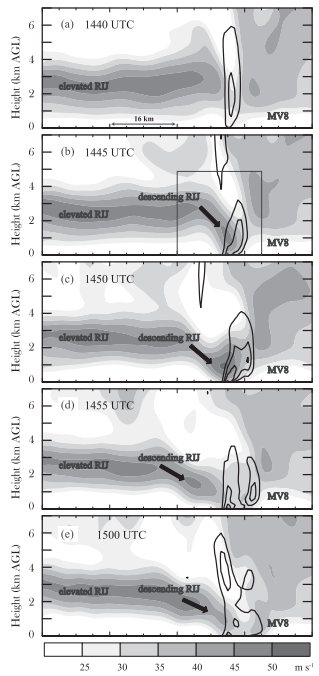 (a) 1440 UTC
elevated RIJ
16 km
MV8
Height (km AGL)
6
4
2
0
(b) 1445 UTC
descending RIJ
elevated RIJ
MV8
Height (km AGL)
6
4
2
0
(c) 1450 UTC
elevated RIJ
descending RIJ
MV8
Height (km AGL)
6
4
2
0
(d) 1455 UTC
elevated RIJ
descending RIJ
MV8
Height (km AGL)
6
4
2
0
(e) 1500 UTC
elevated RIJ
descending RIJ
MV8
Height (km AGL)
6
4
2
0
25 30 35 40 45 50 m s⁻¹